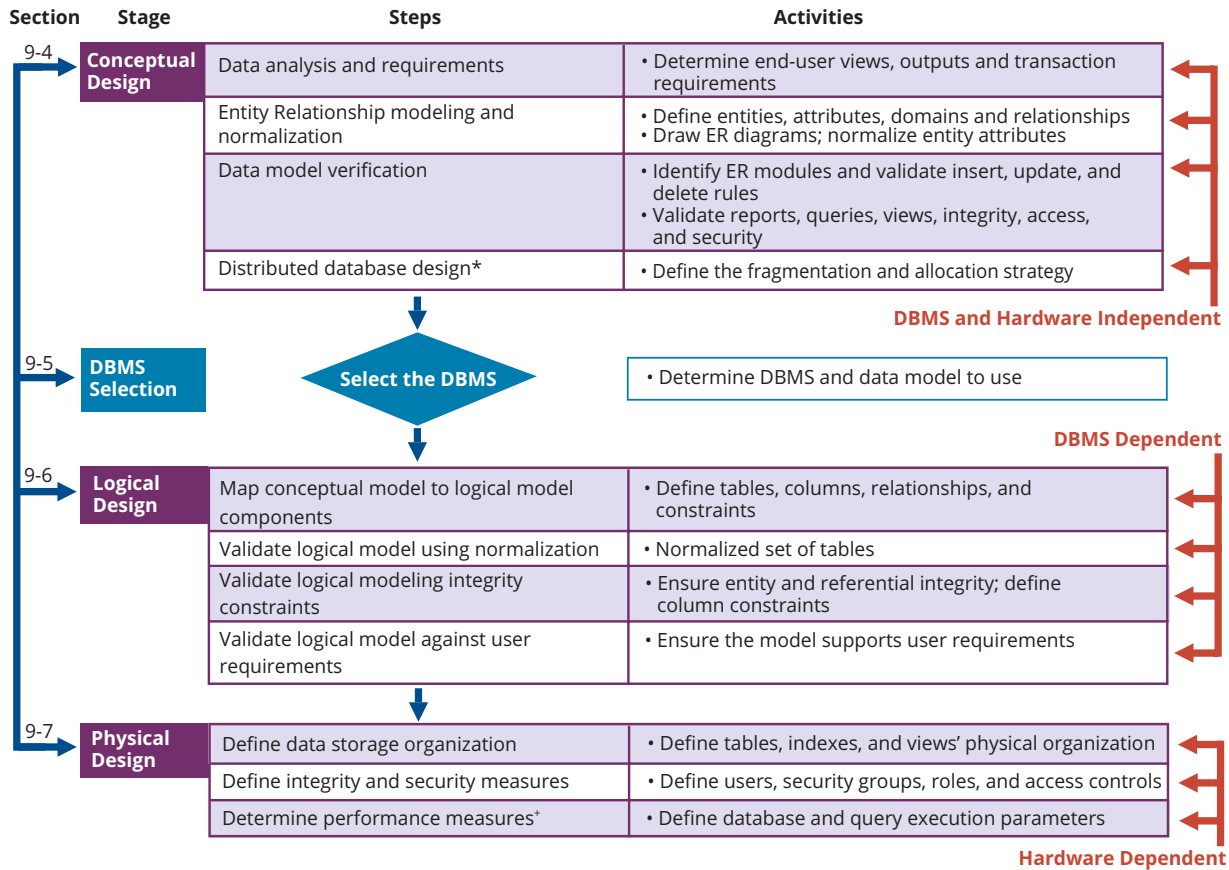 Section Stage Steps Activities
9-4
Conceptual
Design
Data analysis and requirements
• Determine end-user views, outputs and transaction
requirements
Entity Relationship modeling and
normalization
• Define entities, attributes, domains and relationships
• Draw ER diagrams; normalize entity attributes
Data model verification
• Identify ER modules and validate insert, update, and
delete rules
• Validate reports, queries, views, integrity, access,
and security
Distributed database design*
• Define the fragmentation and allocation strategy
DBMS and Hardware Independent
9-5
DBMS
Selection
Select the DBMS
• Determine DBMS and data model to use
DBMS Dependent
9-6
Logical
Design
Map conceptual model to logical model
components
• Define tables, columns, relationships, and
constraints
Validate logical model using normalization
• Normalized set of tables
Validate logical modeling integrity
constraints
• Ensure entity and referential integrity; define
column constraints
Validate logical model against user
requirements
• Ensure the model supports user requirements
9-7
Physical
Design
Define data storage organization
• Define tables, indexes, and views’ physical organization
Define integrity and security measures
• Define users, security groups, roles, and access controls
Determine performance measures⁺
• Define database and query execution parameters
Hardware Dependent